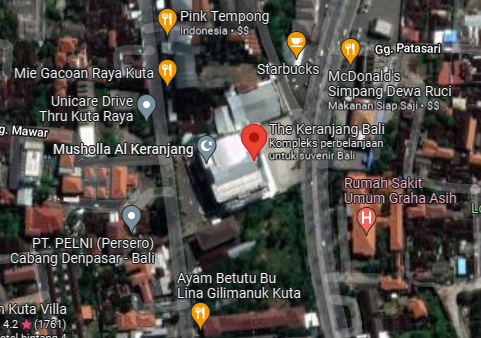 Pink Tempong
Indonesia • $$
Gg. Patasari
Starbucks
Mie Gacoan Raya Kuta
McDonald's
Simpang Dewa Ruci
Makanan Siap Saji • $$
Unicare Drive
Thru Kuta Raya
g. Mawar
The Keranjang Bali
Kompleks perbelanjaan
untuk suvenir Bali
Musholla Al Keranjang
Rumah Sakit
Umum Graha Asih
H
PT. PELNI (Persero)
Cabang Denpasar - Bali
Ayam Betutu Bu
Lina Gilimanuk Kuta
n Kuta Villa
4.2 ★ (1761)